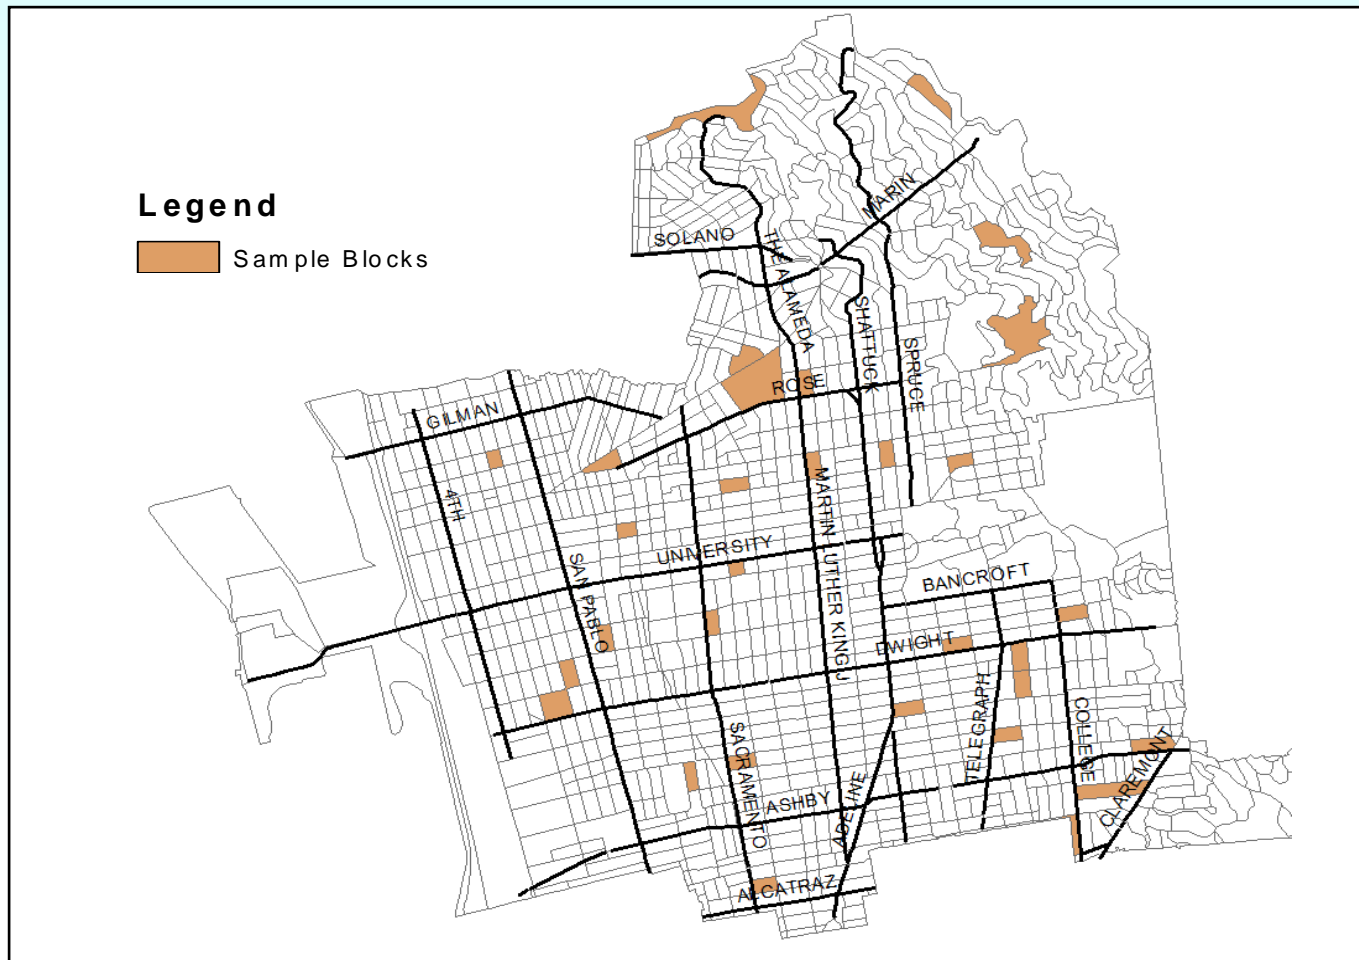 Legend
Sample Blocks
MARIN
SOLANO
THE ALAMEDA
SHATTUCK
SPRUCE
ROSE
GILMAN
4TH
SAN PABLO
UNIVERSITY
MARTIN LUTHER KING J
BANCROFT
DWIGHT
TELEGRAPH
COLLEGE
CLAREMONT
SACRAMENTO
ASHBY
ADELINE
ALCATRAZ